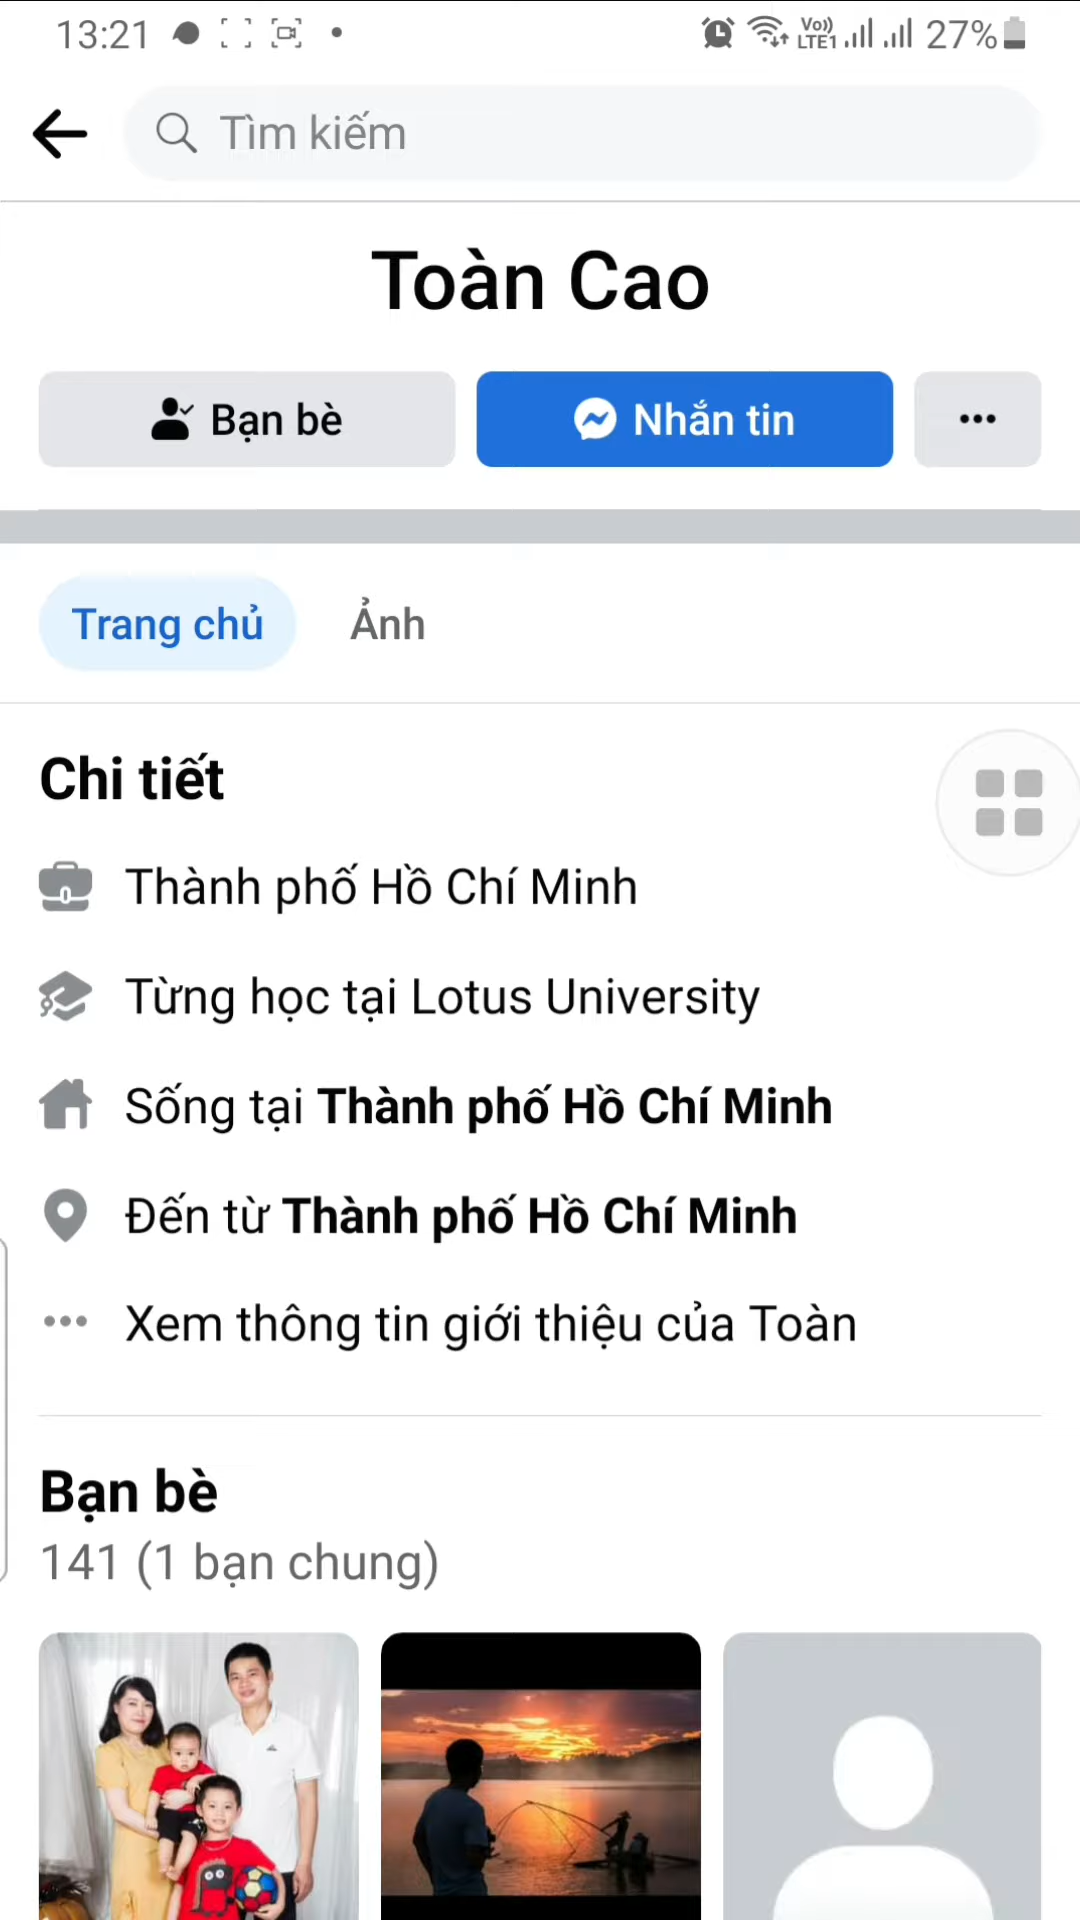 13:21
Vo)) LTE1 27%
Tìm kiếm
Toàn Cao
Bạn bè
Nhắn tin
Trang chủ
Ảnh
Chi tiết
Thành phố Hồ Chí Minh
Từng học tại Lotus University
Sống tại Thành phố Hồ Chí Minh
Đến từ Thành phố Hồ Chí Minh
Xem thông tin giới thiệu của Toàn
Bạn bè
141 (1 bạn chung)